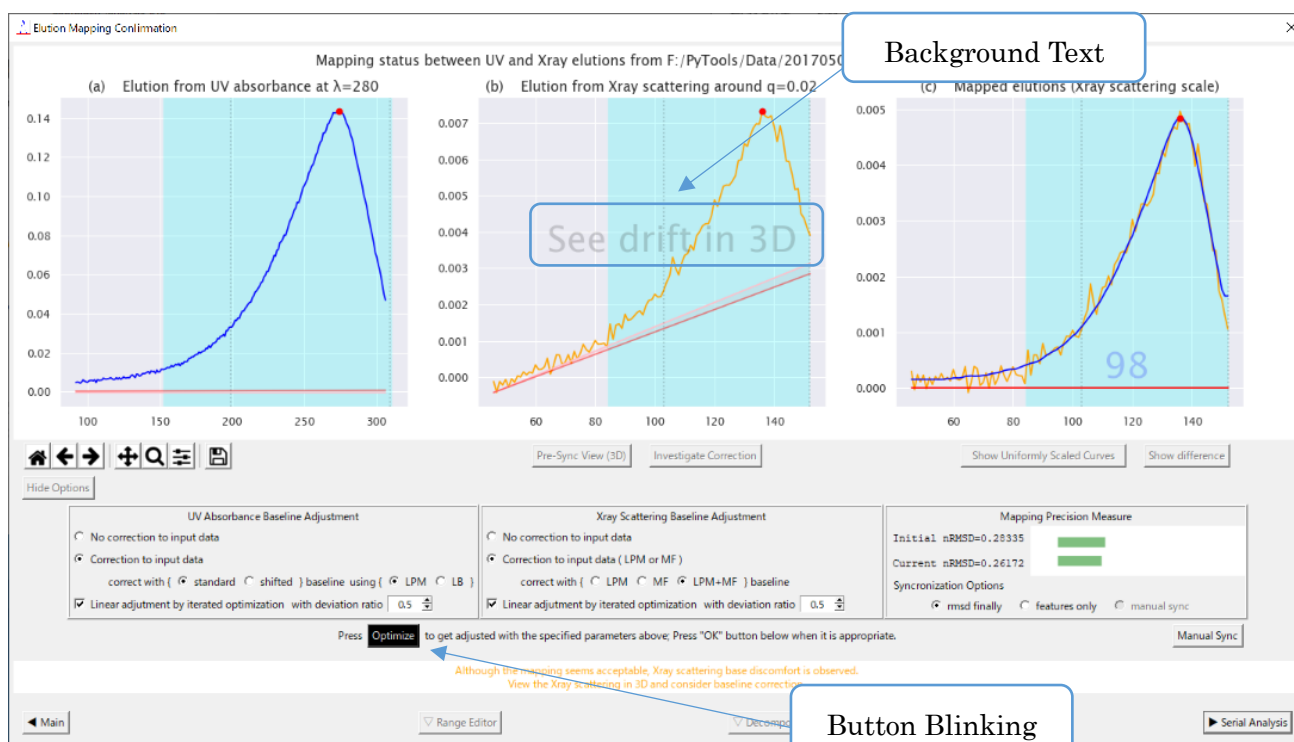 Elution Mapping Confirmation
Mapping status between UV and Xray elutions from F:/PyTools/Data/2017050
Background Text
(a) Elution from UV absorbance at λ=280
(b) Elution from Xray scattering around q=0.02
(c) Mapped elutions (Xray scattering scale)
0.14
0.12
0.10
0.08
0.06
0.04
0.02
0.00
100 150 200 250 300
0.007
0.006
0.005
0.004
0.003
0.002
0.001
0.000
60 80 100 120 140
See drift in 3D
0.005
0.004
0.003
0.002
0.001
0.000
60 80 100 120 140
98
Pre-Sync View (3D) Investigate Correction Show Uniformly Scaled Curves Show difference
Hide Options
UV Absorbance Baseline Adjustment
No correction to input data
Correction to input data
correct with { standard shifted } baseline using { LPM LB }
Linear adjutment by iterated optimization with deviation ratio 0.5
Xray Scattering Baseline Adjustment
No correction to input data
Correction to input data ( LPM or MF )
correct with { LPM MF LPM+MF } baseline
Linear adjutment by iterated optimization with deviation ratio 0.5
Mapping Precision Measure
Initial nRMSD=0.28335
Current nRMSD=0.26172
Syncronization Options
rmsd finally features only manual sync
Press Optimize to get adjusted with the specified parameters above; Press "OK" button below when it is appropriate.
Manual Sync
Although the mapping seems acceptable, Xray scattering base discomfort is observed.
View the Xray scattering in 3D and consider baseline correction
Button Blinking
◀ Main ▽ Range Editor ▽ Decompo ▶ Serial Analysis